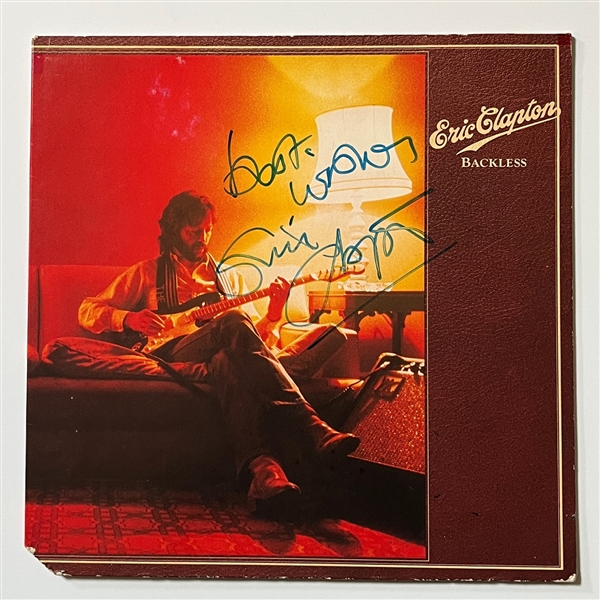 Eric Clapton
BACKLESS
best.
wishes
Eric Clapton